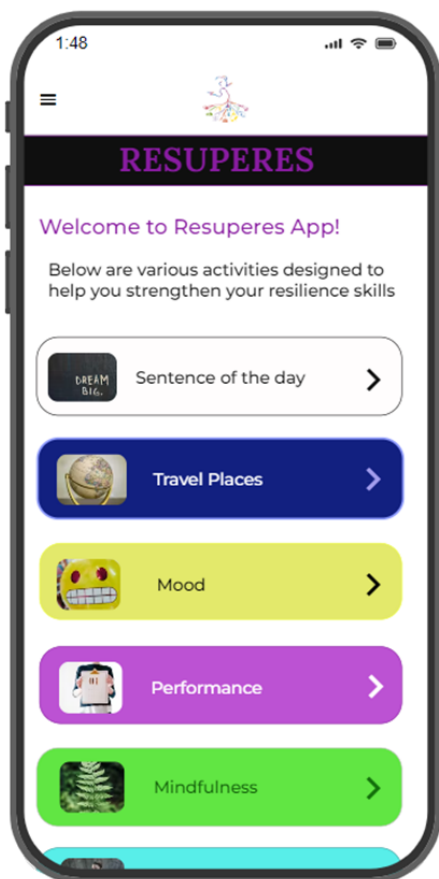 1:48
RESUPERES
Welcome to Resuperes App!
Below are various activities designed to
help you strengthen your resilience skills
DREAM
BIG.
Sentence of the day
Travel Places
Mood
Performance
Mindfulness